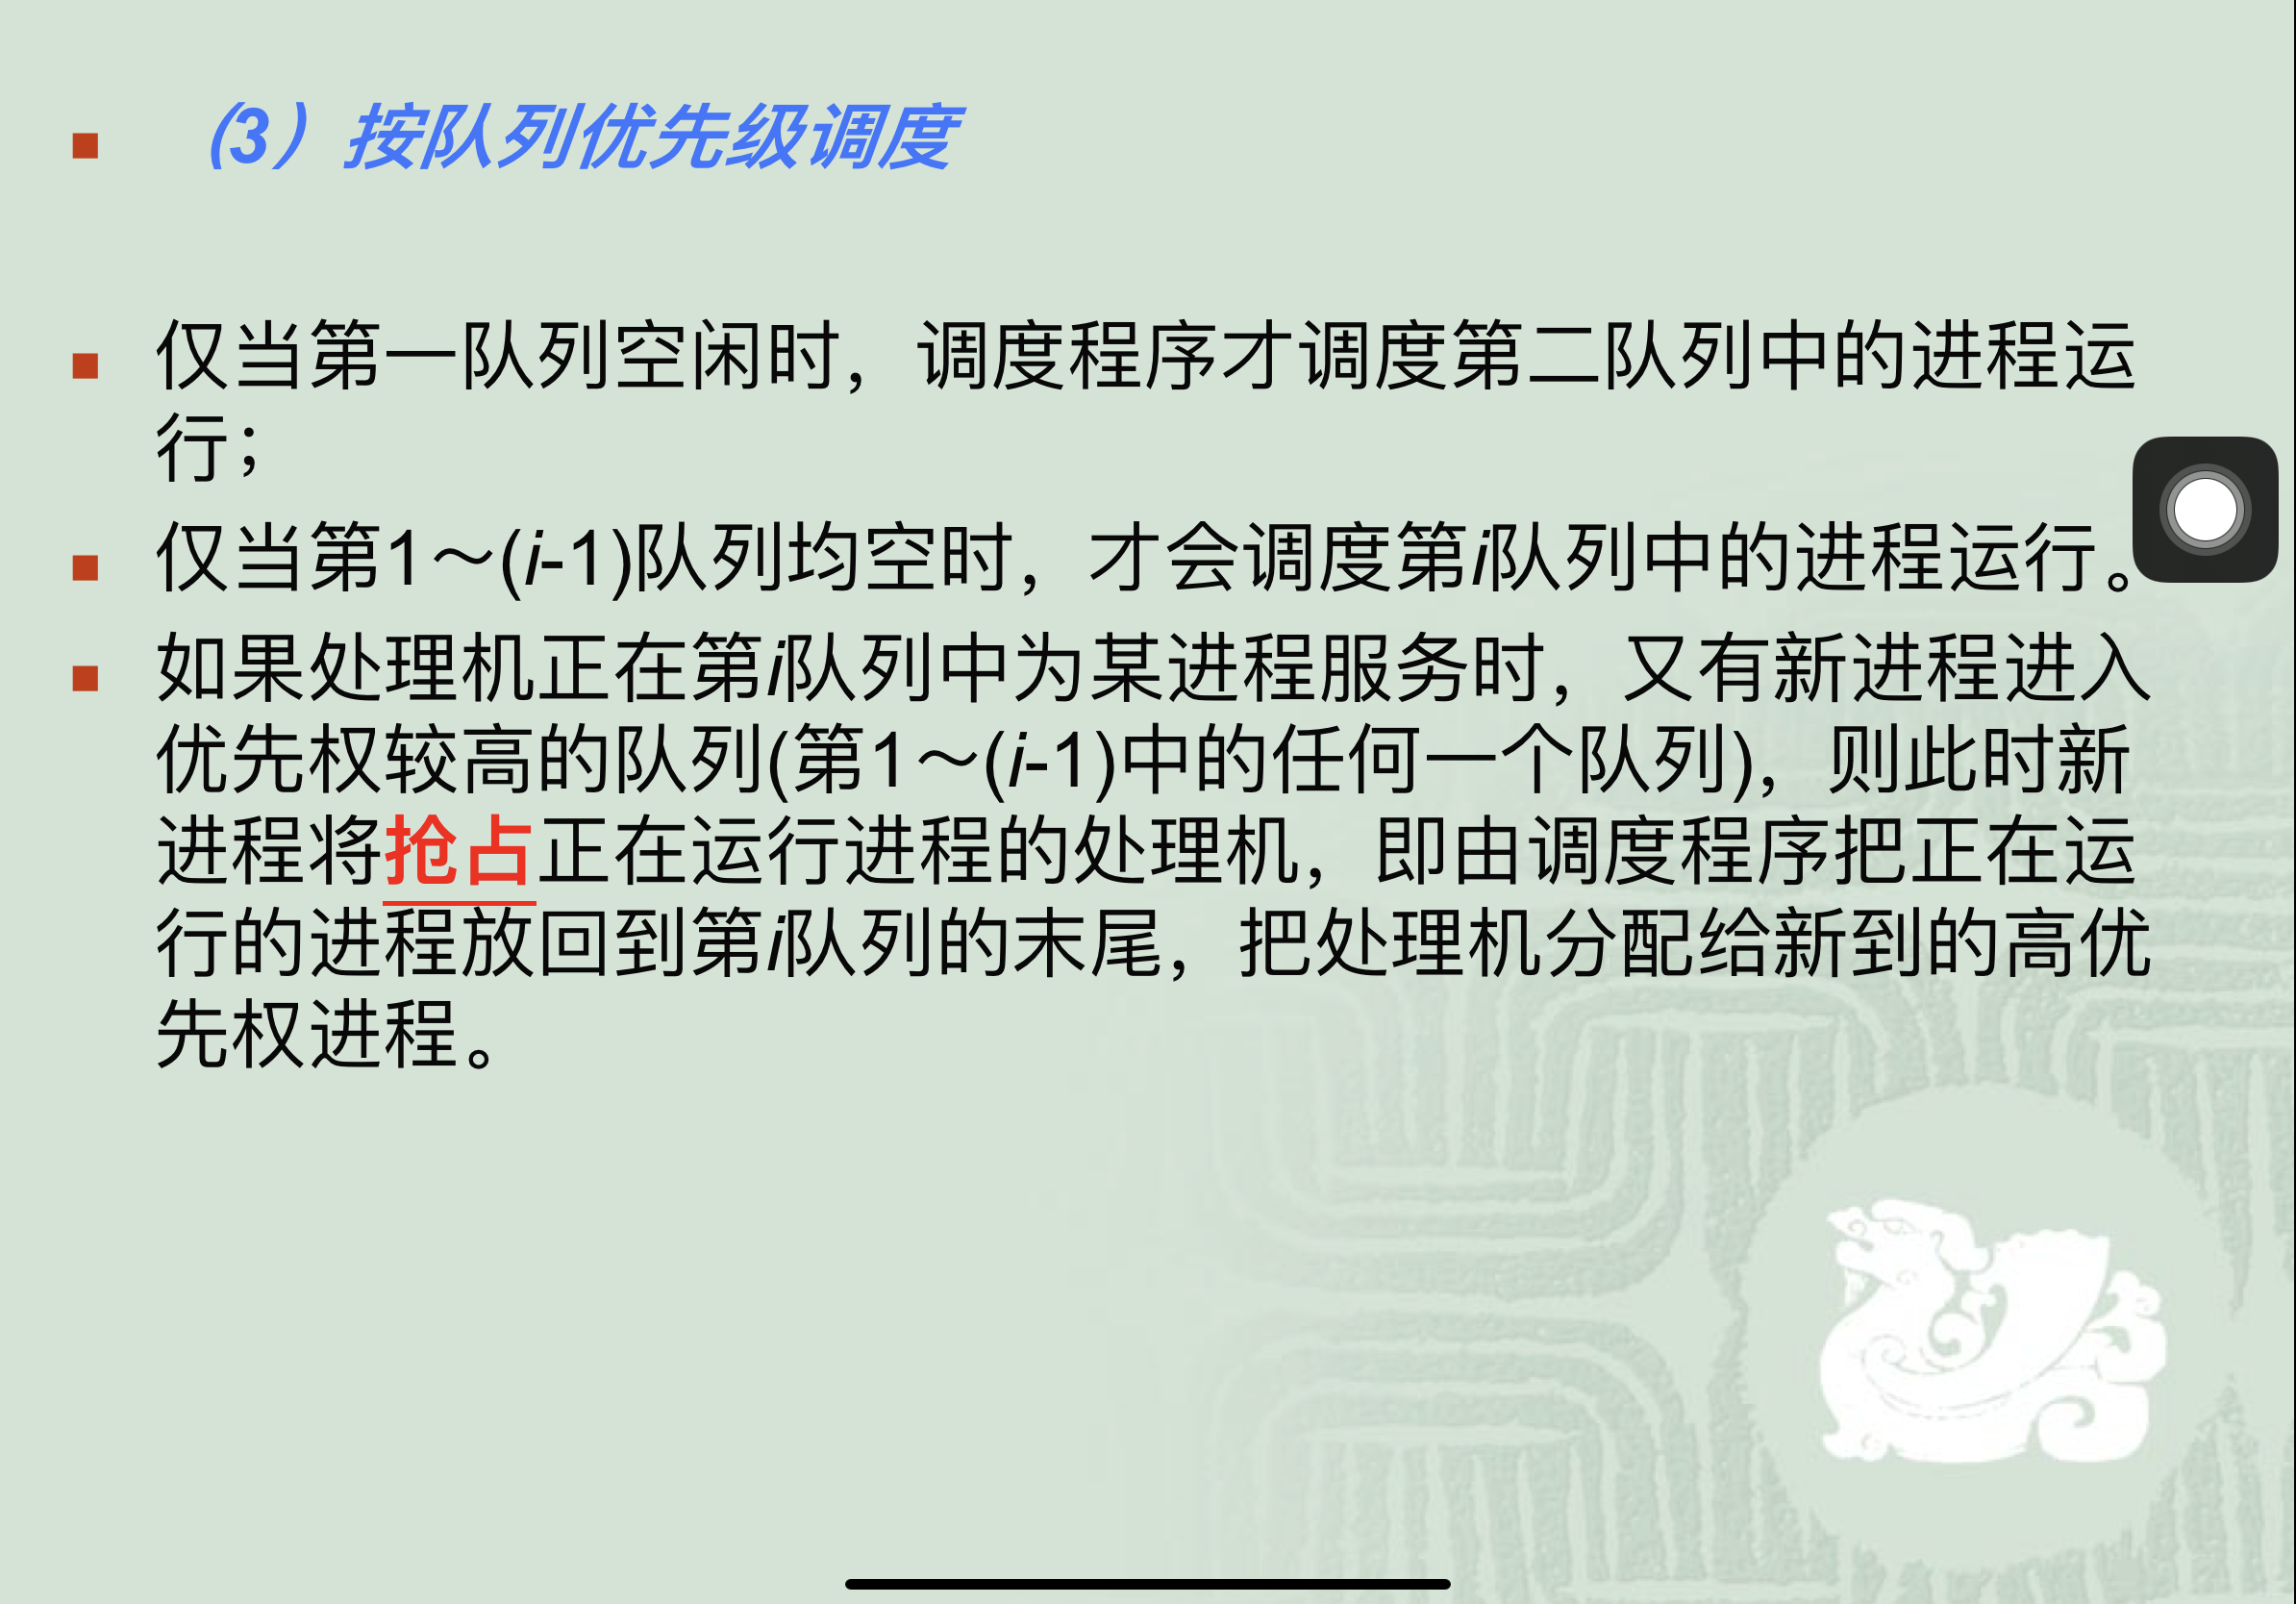 （3）按队列优先级调度
仅当第一队列空闲时，调度程序才调度第二队列中的进程运
行；
仅当第1～(i-1)队列均空时，才会调度第i队列中的进程运行。
如果处理机正在第i队列中为某进程服务时，又有新进程进入
优先权较高的队列(第1～(i-1)中的任何一个队列)，则此时新
进程将抢占正在运行进程的处理机，即由调度程序把正在运
行的进程放回到第i队列的末尾，把处理机分配给新到的高优
先权进程。